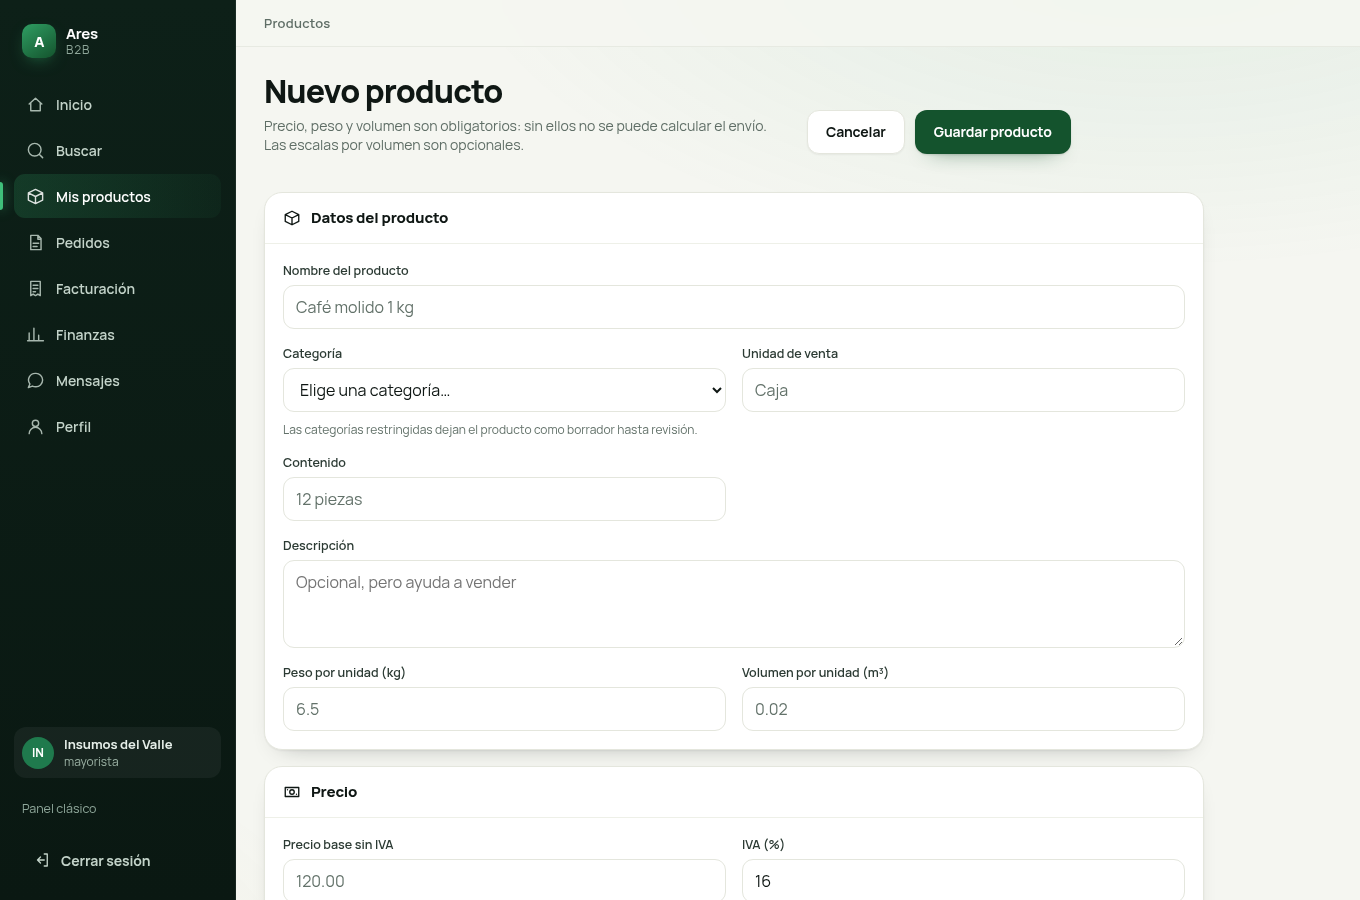 A
Ares
B2B
Inicio
Buscar
Mis productos
Pedidos
Facturación
Finanzas
Mensajes
Perfil
IN
Insumos del Valle
mayorista
Panel clásico
Cerrar sesión
Productos
Nuevo producto
Precio, peso y volumen son obligatorios: sin ellos no se puede calcular el envío.
Las escalas por volumen son opcionales.
Cancelar
Guardar producto
Datos del producto
Nombre del producto
Café molido 1 kg
Categoría
Unidad de venta
Elige una categoría…
Caja
Las categorías restringidas dejan el producto como borrador hasta revisión.
Contenido
12 piezas
Descripción
Opcional, pero ayuda a vender
Peso por unidad (kg)
Volumen por unidad (m³)
6.5
0.02
Precio
Precio base sin IVA
IVA (%)
120.00
16